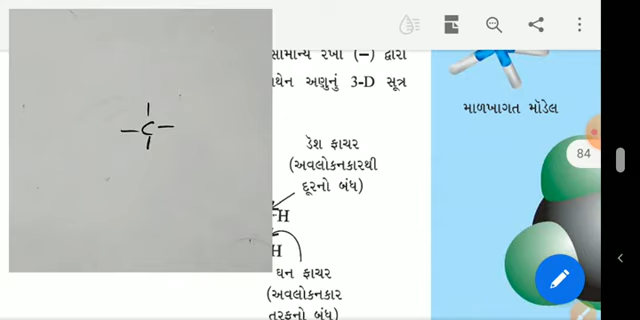 સામાન્ય રેખા (–) દ્વારા
અણુનું 3-D સૂત્ર
C
ડૅશ ફાચર
(અવલોકનકારથી
દૂરનો બંધ)
H
H
ઘન ફાચર
(અવલોકનકાર
તરફનો બંધ)
માળખાગત મૉડેલ
84